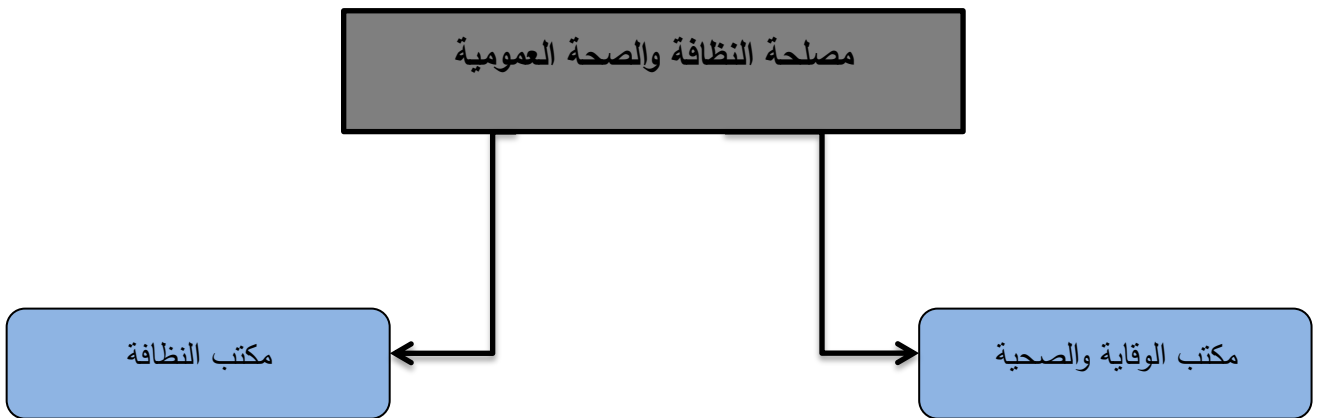 مصلحة النظافة والصحة العمومية
مكتب الوقاية والصحية
مكتب النظافة